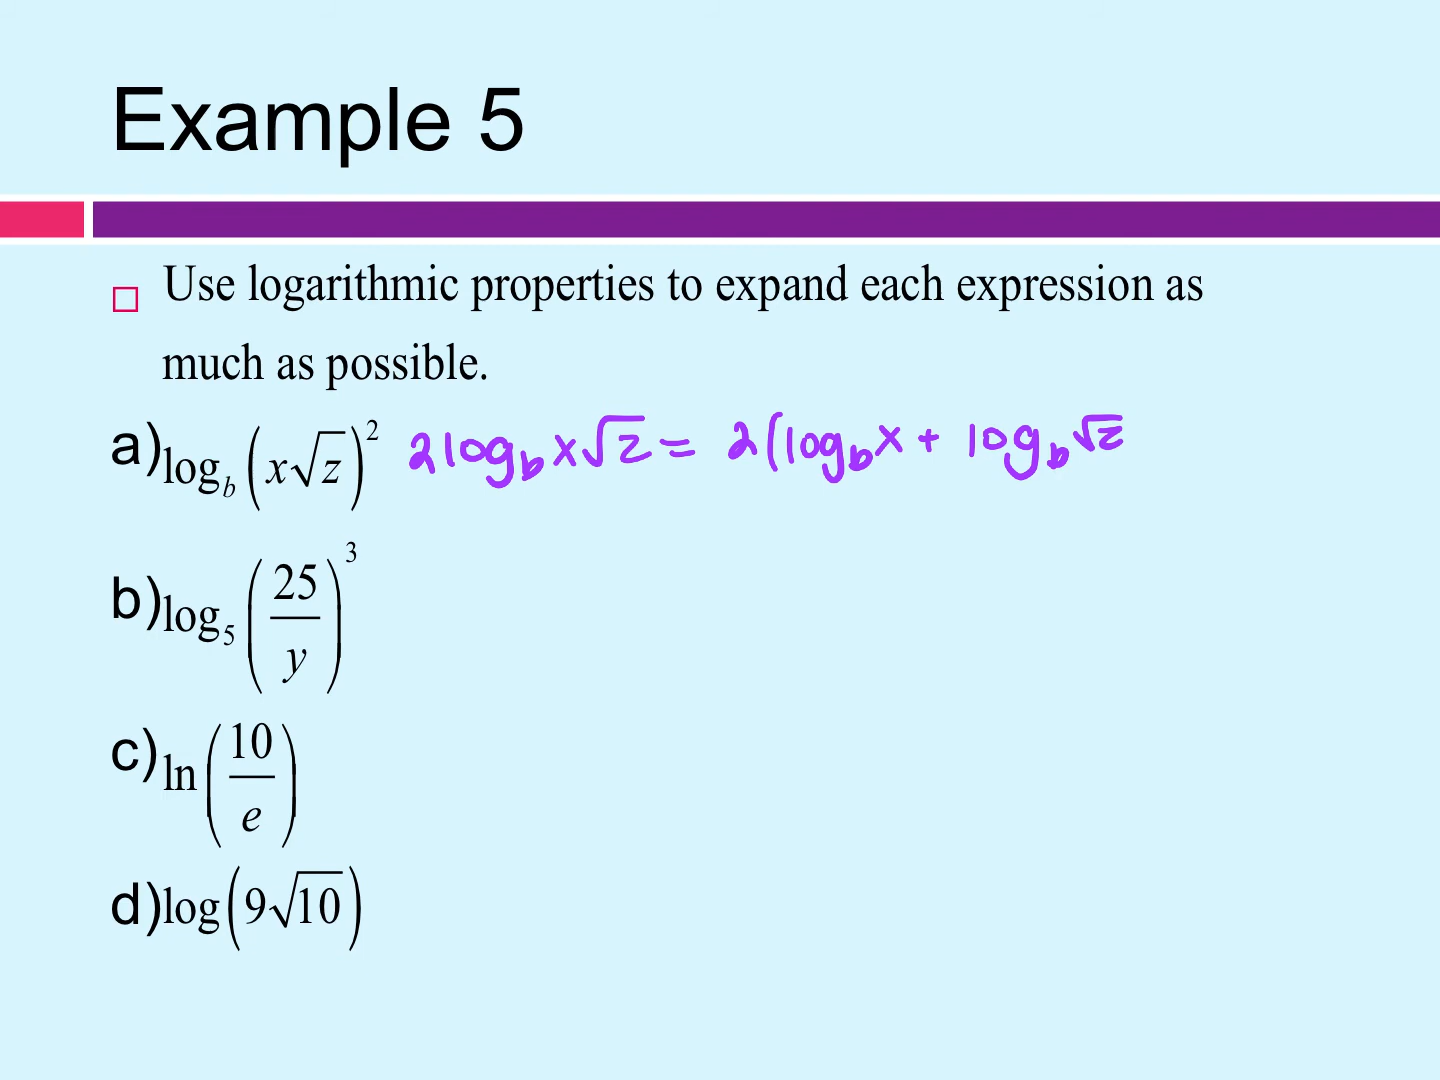 Example 5
Use logarithmic properties to expand each expression as
much as possible.
a) log_b (x√z)^2 2log_b x√z = 2(log_b x + log_b √z
b) log_5 (25/y)^3
c) ln (10/e)
d) log (9√10)